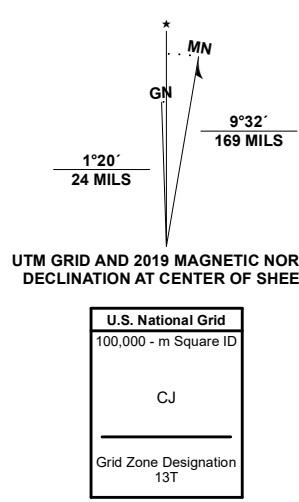 ★
MN
GN
9°32´
169 MILS
1°20´
24 MILS
UTM GRID AND 2019 MAGNETIC NOR
DECLINATION AT CENTER OF SHEE
U.S. National Grid
100,000 - m Square ID
CJ
Grid Zone Designation
13T